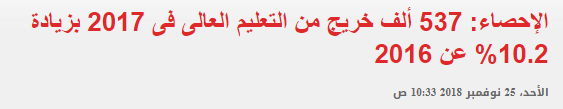 الإحصاء: 537 ألف خريج من التعليم العالى فى 2017 بزيادة
10.2% عن 2016
الأحد، 25 نوفمبر 2018 10:33 ص